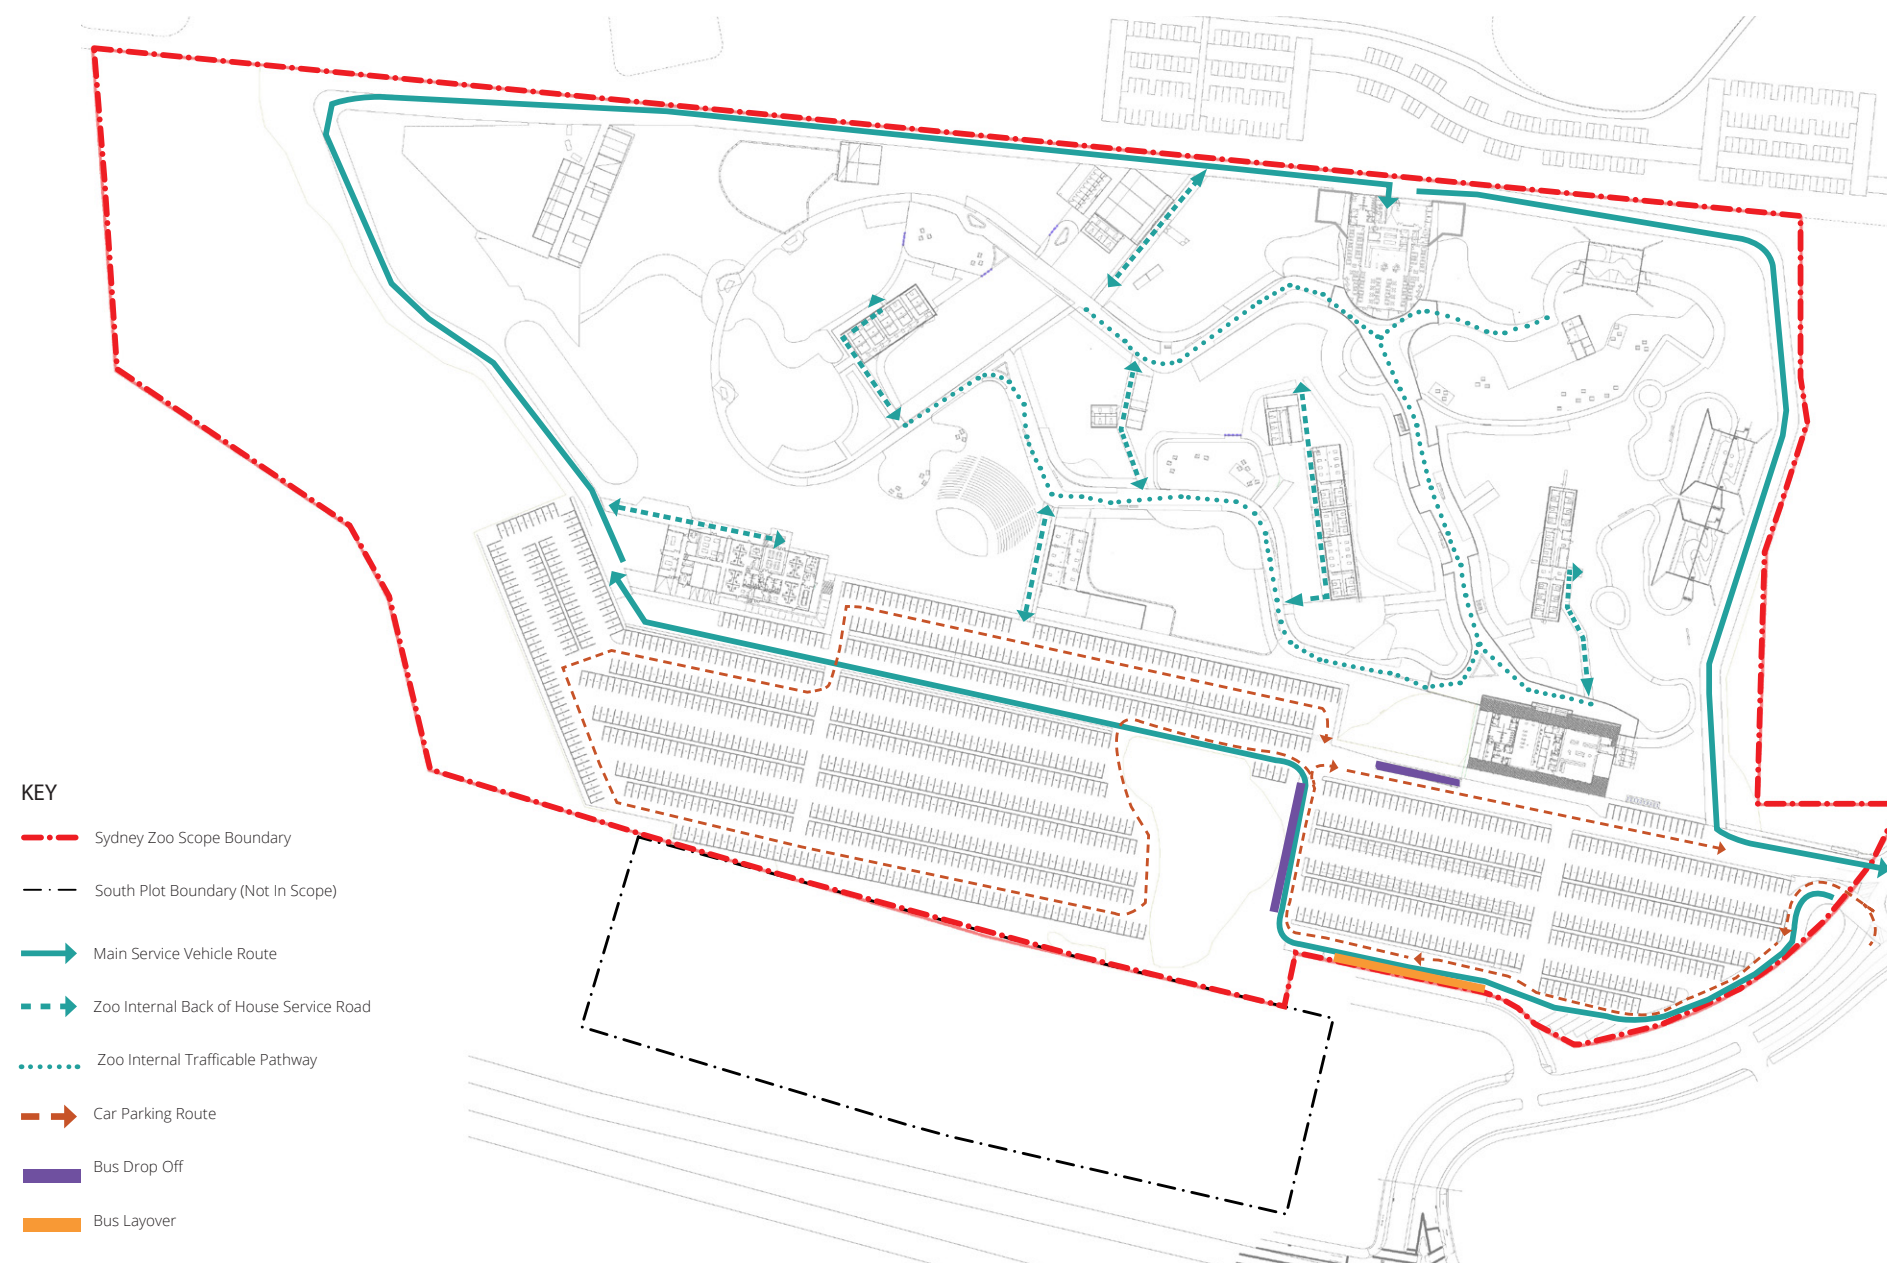 KEY
Sydney Zoo Scope Boundary
South Plot Boundary (Not In Scope)
Main Service Vehicle Route
Zoo Internal Back of House Service Road
Zoo Internal Trafficable Pathway
Car Parking Route
Bus Drop Off
Bus Layover